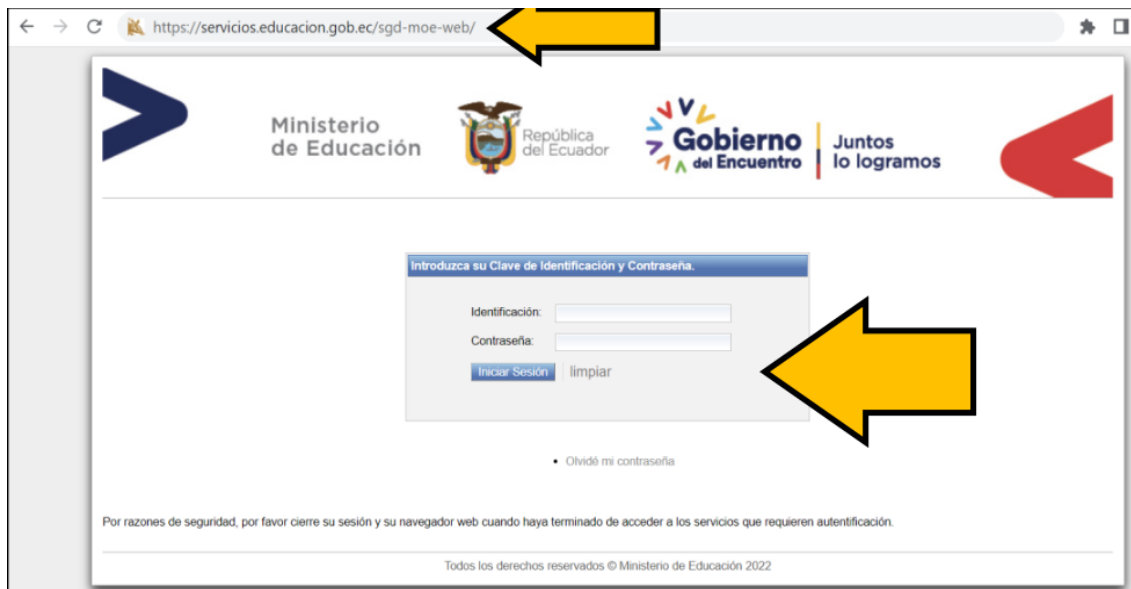 https://servicios.educacion.gob.ec/sgd-moe-web/
Ministerio
de Educación
República
del Ecuador
Gobierno
del Encuentro
Juntos
lo logramos
Introduzca su Clave de Identificación y Contraseña.
Identificación:
Contraseña:
Iniciar Sesión limpiar
• Olvidé mi contraseña
Por razones de seguridad, por favor cierre su sesión y su navegador web cuando haya terminado de acceder a los servicios que requieren autentificación.
Todos los derechos reservados © Ministerio de Educación 2022